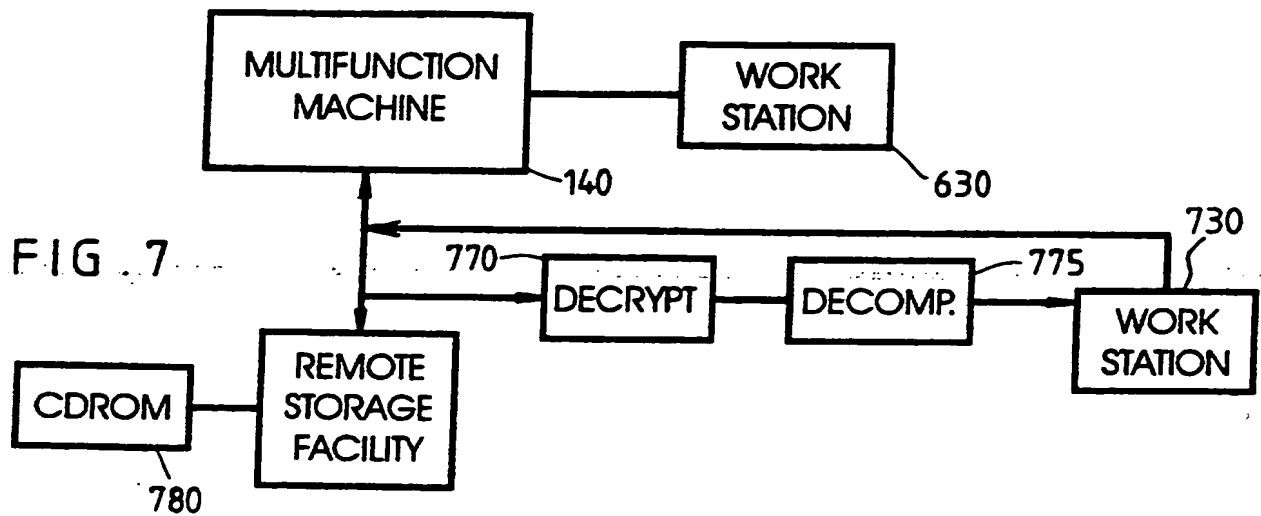 MULTIFUNCTION
MACHINE
WORK
STATION
140
630
730
FIG. 7
770
775
DECRYPT
DECOMP.
WORK
STATION
REMOTE
STORAGE
FACILITY
CDROM
780